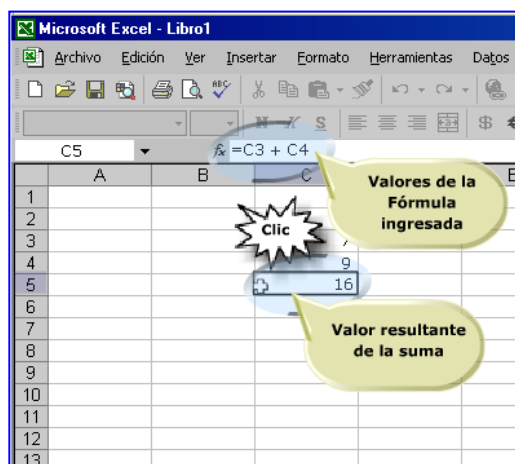 Microsoft Excel - Libro1
Archivo Edición Ver Insertar Formato Herramientas Datos
N K S $ €
C5 fx =C3 + C4
A B C E
Valores de la
Fórmula
ingresada
1
2
Clic
3 7
4 9
5 16
6
7
Valor resultante
de la suma
8
9
10
11
12
13